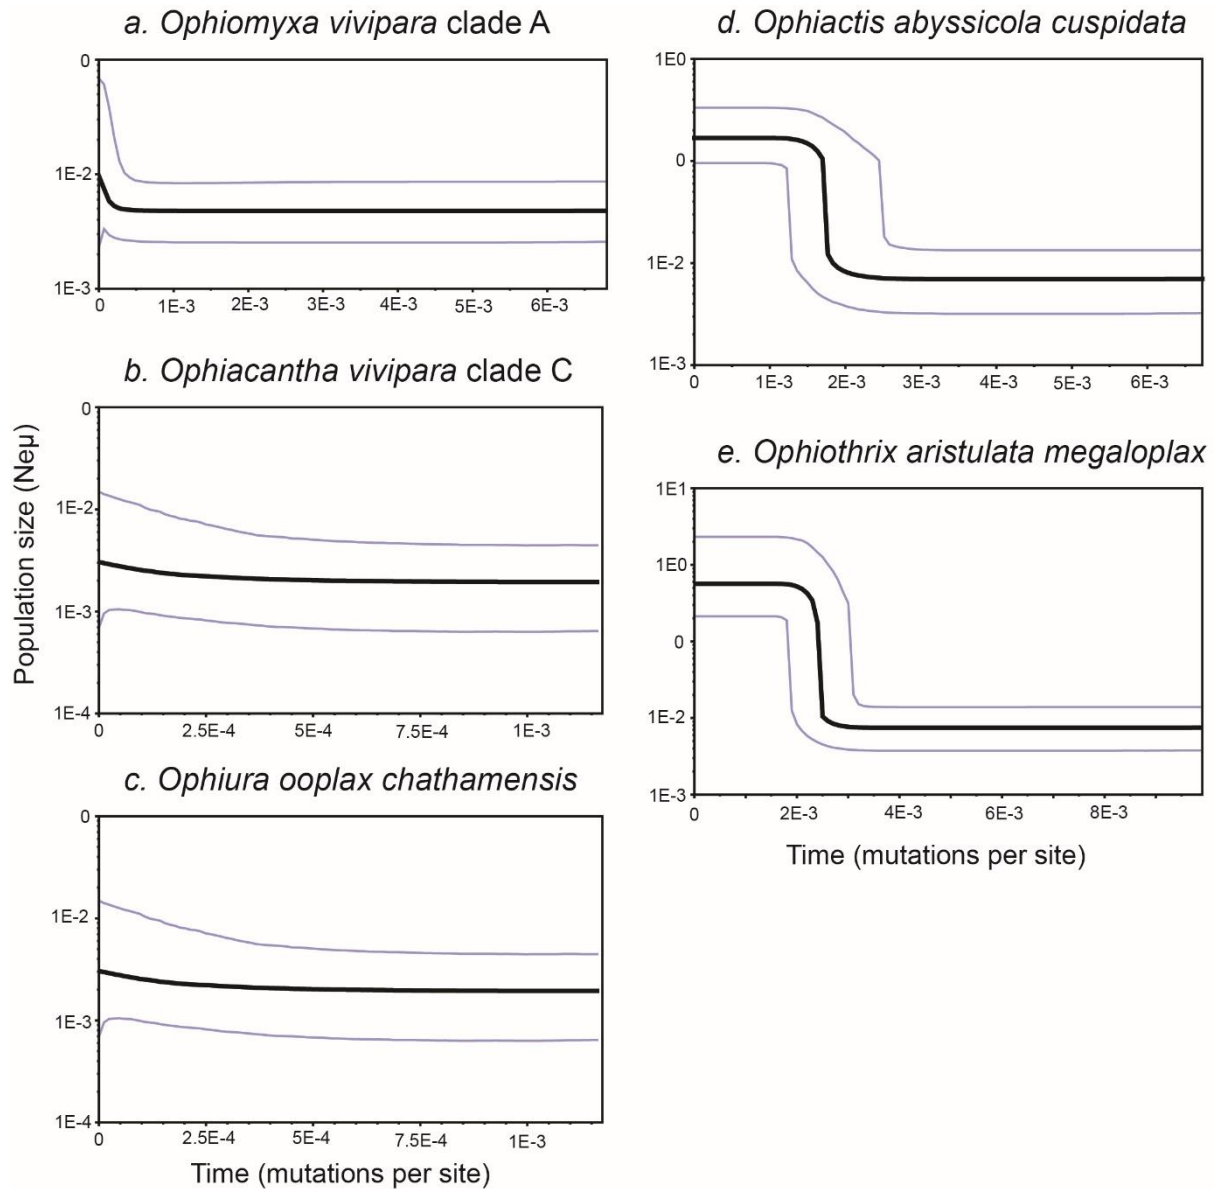 a. Ophiomyxa vivipara clade A
0
1E-2
1E-3
0 1E-3 2E-3 3E-3 4E-3 5E-3 6E-3
b. Ophiacantha vivipara clade C
0
1E-2
1E-3
1E-4
0 2.5E-4 5E-4 7.5E-4 1E-3
c. Ophiura ooplax chathamensis
0
1E-2
1E-3
1E-4
0 2.5E-4 5E-4 7.5E-4 1E-3
Time (mutations per site)
Population size (Neμ)
d. Ophiactis abyssicola cuspidata
1E0
0
1E-2
1E-3
0 1E-3 2E-3 3E-3 4E-3 5E-3 6E-3
e. Ophiothrix aristulata megaloplax
1E1
1E0
0
1E-2
1E-3
0 2E-3 4E-3 6E-3 8E-3
Time (mutations per site)